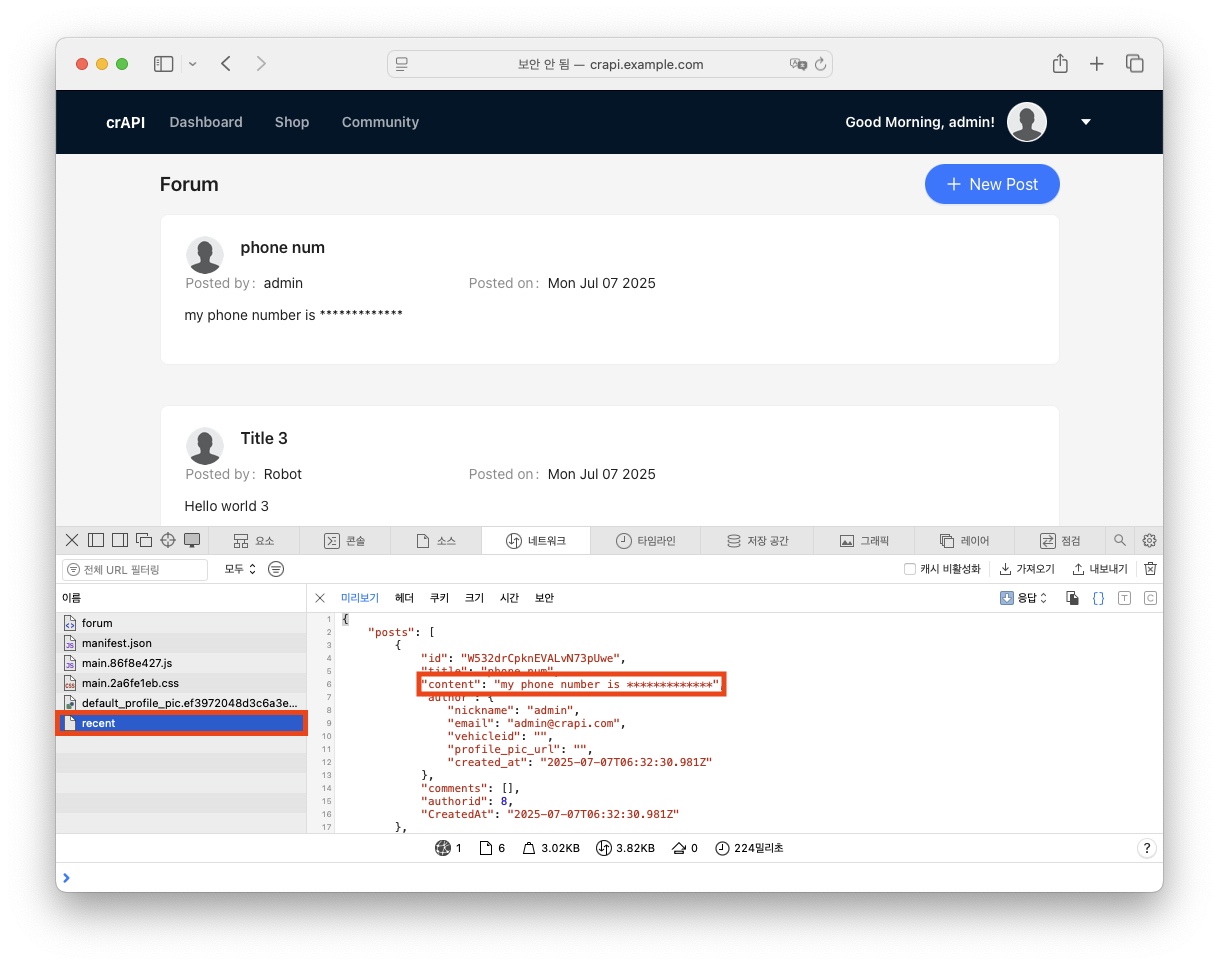 보안 안 됨 — crapi.example.com
crAPI Dashboard Shop Community Good Morning, admin!
Forum
+ New Post
phone num
Posted by: admin Posted on: Mon Jul 07 2025
my phone number is *************
Title 3
Posted by: Robot Posted on: Mon Jul 07 2025
Hello world 3
요소 콘솔 소스 네트워크 타임라인 저장 공간 그래픽 레이어 점검
전체 URL 필터링 모두 캐시 비활성화 가져오기 내보내기
이름 미리보기 헤더 쿠키 크기 시간 보안 응답 {} T C
forum
manifest.json
main.86f8e427.js
main.2a6fe1eb.css
default_profile_pic.ef3972048d3c6a3e...
recent
1 {
2 "posts": [
3 {
4 "id": "W532drCpknEVALvN73pUwe",
5 "title": "phone num",
6 "content": "my phone number is *************"
7 "author": {
8 "nickname": "admin",
9 "email": "admin@crapi.com",
10 "vehicleid": "",
11 "profile_pic_url": "",
12 "created_at": "2025-07-07T06:32:30.981Z"
13 },
14 "comments": [],
15 "authorid": 8,
16 "CreatedAt": "2025-07-07T06:32:30.981Z"
17 },
1 6 3.02KB 3.82KB 0 224밀리초 ?